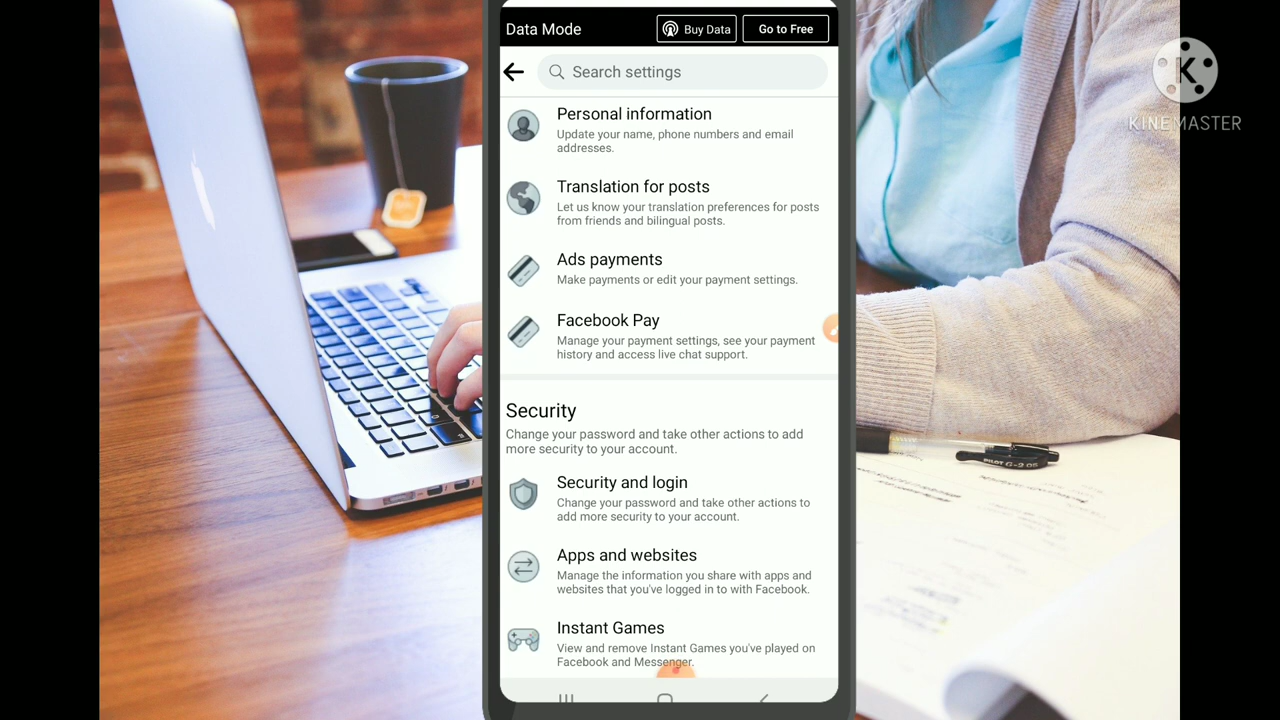 Data Mode
Buy Data
Go to Free
Search settings
Personal information
Update your name, phone numbers and email
addresses.
Translation for posts
Let us know your translation preferences for posts
from friends and bilingual posts.
Ads payments
Make payments or edit your payment settings.
Facebook Pay
Manage your payment settings, see your payment
history and access live chat support.
Security
Change your password and take other actions to add
more security to your account.
Security and login
Change your password and take other actions to
add more security to your account.
Apps and websites
Manage the information you share with apps and
websites that you've logged in to with Facebook.
Instant Games
View and remove Instant Games you've played on
Facebook and Messenger.
K
KINEMASTER
PILOT G-2 05